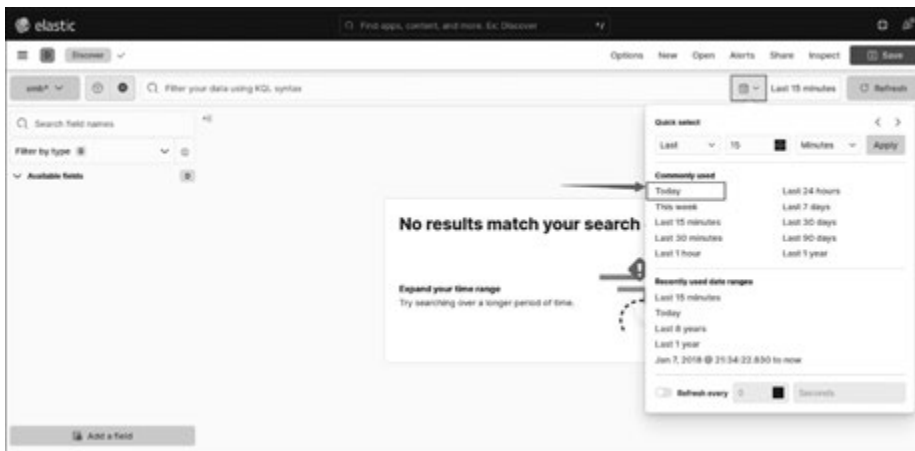 elastic
Find apps, content, and more. Ex: Discover
Discover
Options New Open Alerts Share Inspect Save
smb* Filter your data using KQL syntax Last 15 minutes Refresh
Search field names
Filter by type 0
Available fields 0
Add a field
No results match your search
Expand your time range
Try searching over a longer period of time.
Quick select
Last 15 Minutes Apply
Commonly used
Today Last 24 hours
This week Last 7 days
Last 15 minutes Last 30 days
Last 30 minutes Last 90 days
Last 1 hour Last 1 year
Recently used date ranges
Last 15 minutes
Today
Last 8 years
Last 1 year
Jan 7, 2018 @ 21:34:22.830 to now
Refresh every 0 Seconds